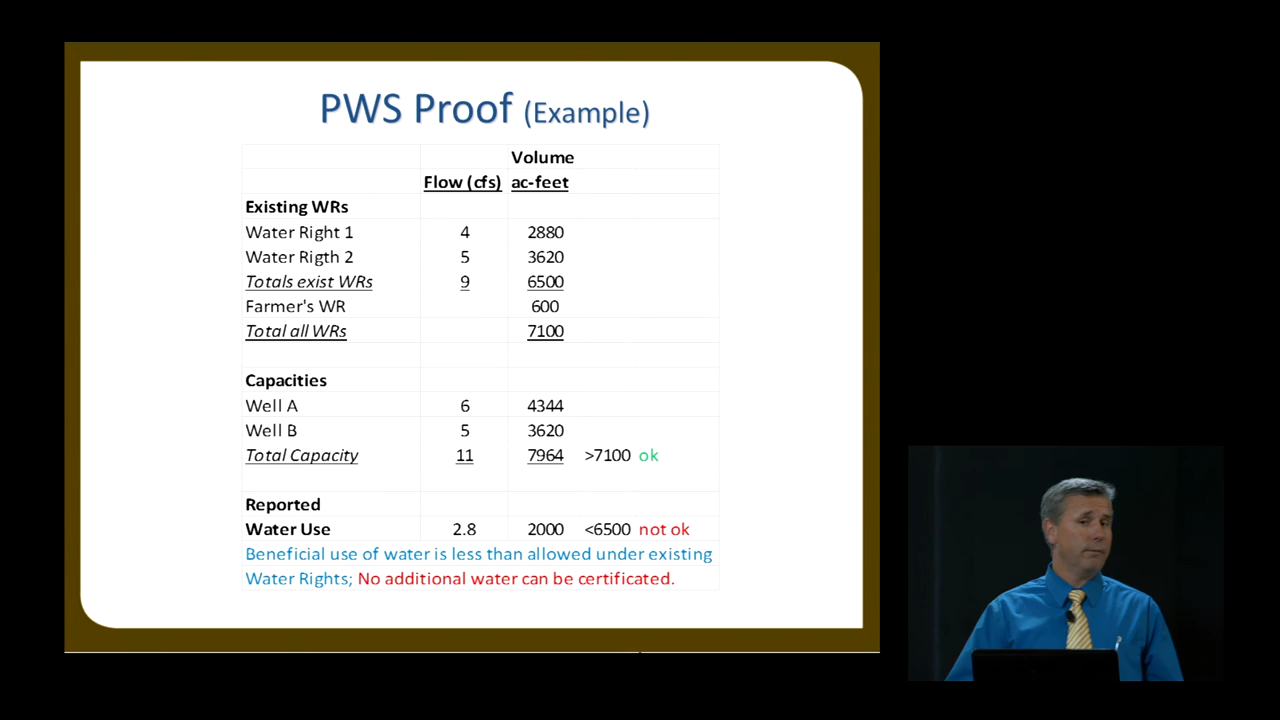 PWS Proof (Example)
Volume
Flow (cfs) ac-feet
Existing WRs
Water Right 1 4 2880
Water Rigth 2 5 3620
Totals exist WRs 9 6500
Farmer's WR 600
Total all WRs 7100
Capacities
Well A 6 4344
Well B 5 3620
Total Capacity 11 7964 >7100 ok
Reported
Water Use 2.8 2000 <6500 not ok
Beneficial use of water is less than allowed under existing
Water Rights; No additional water can be certificated.